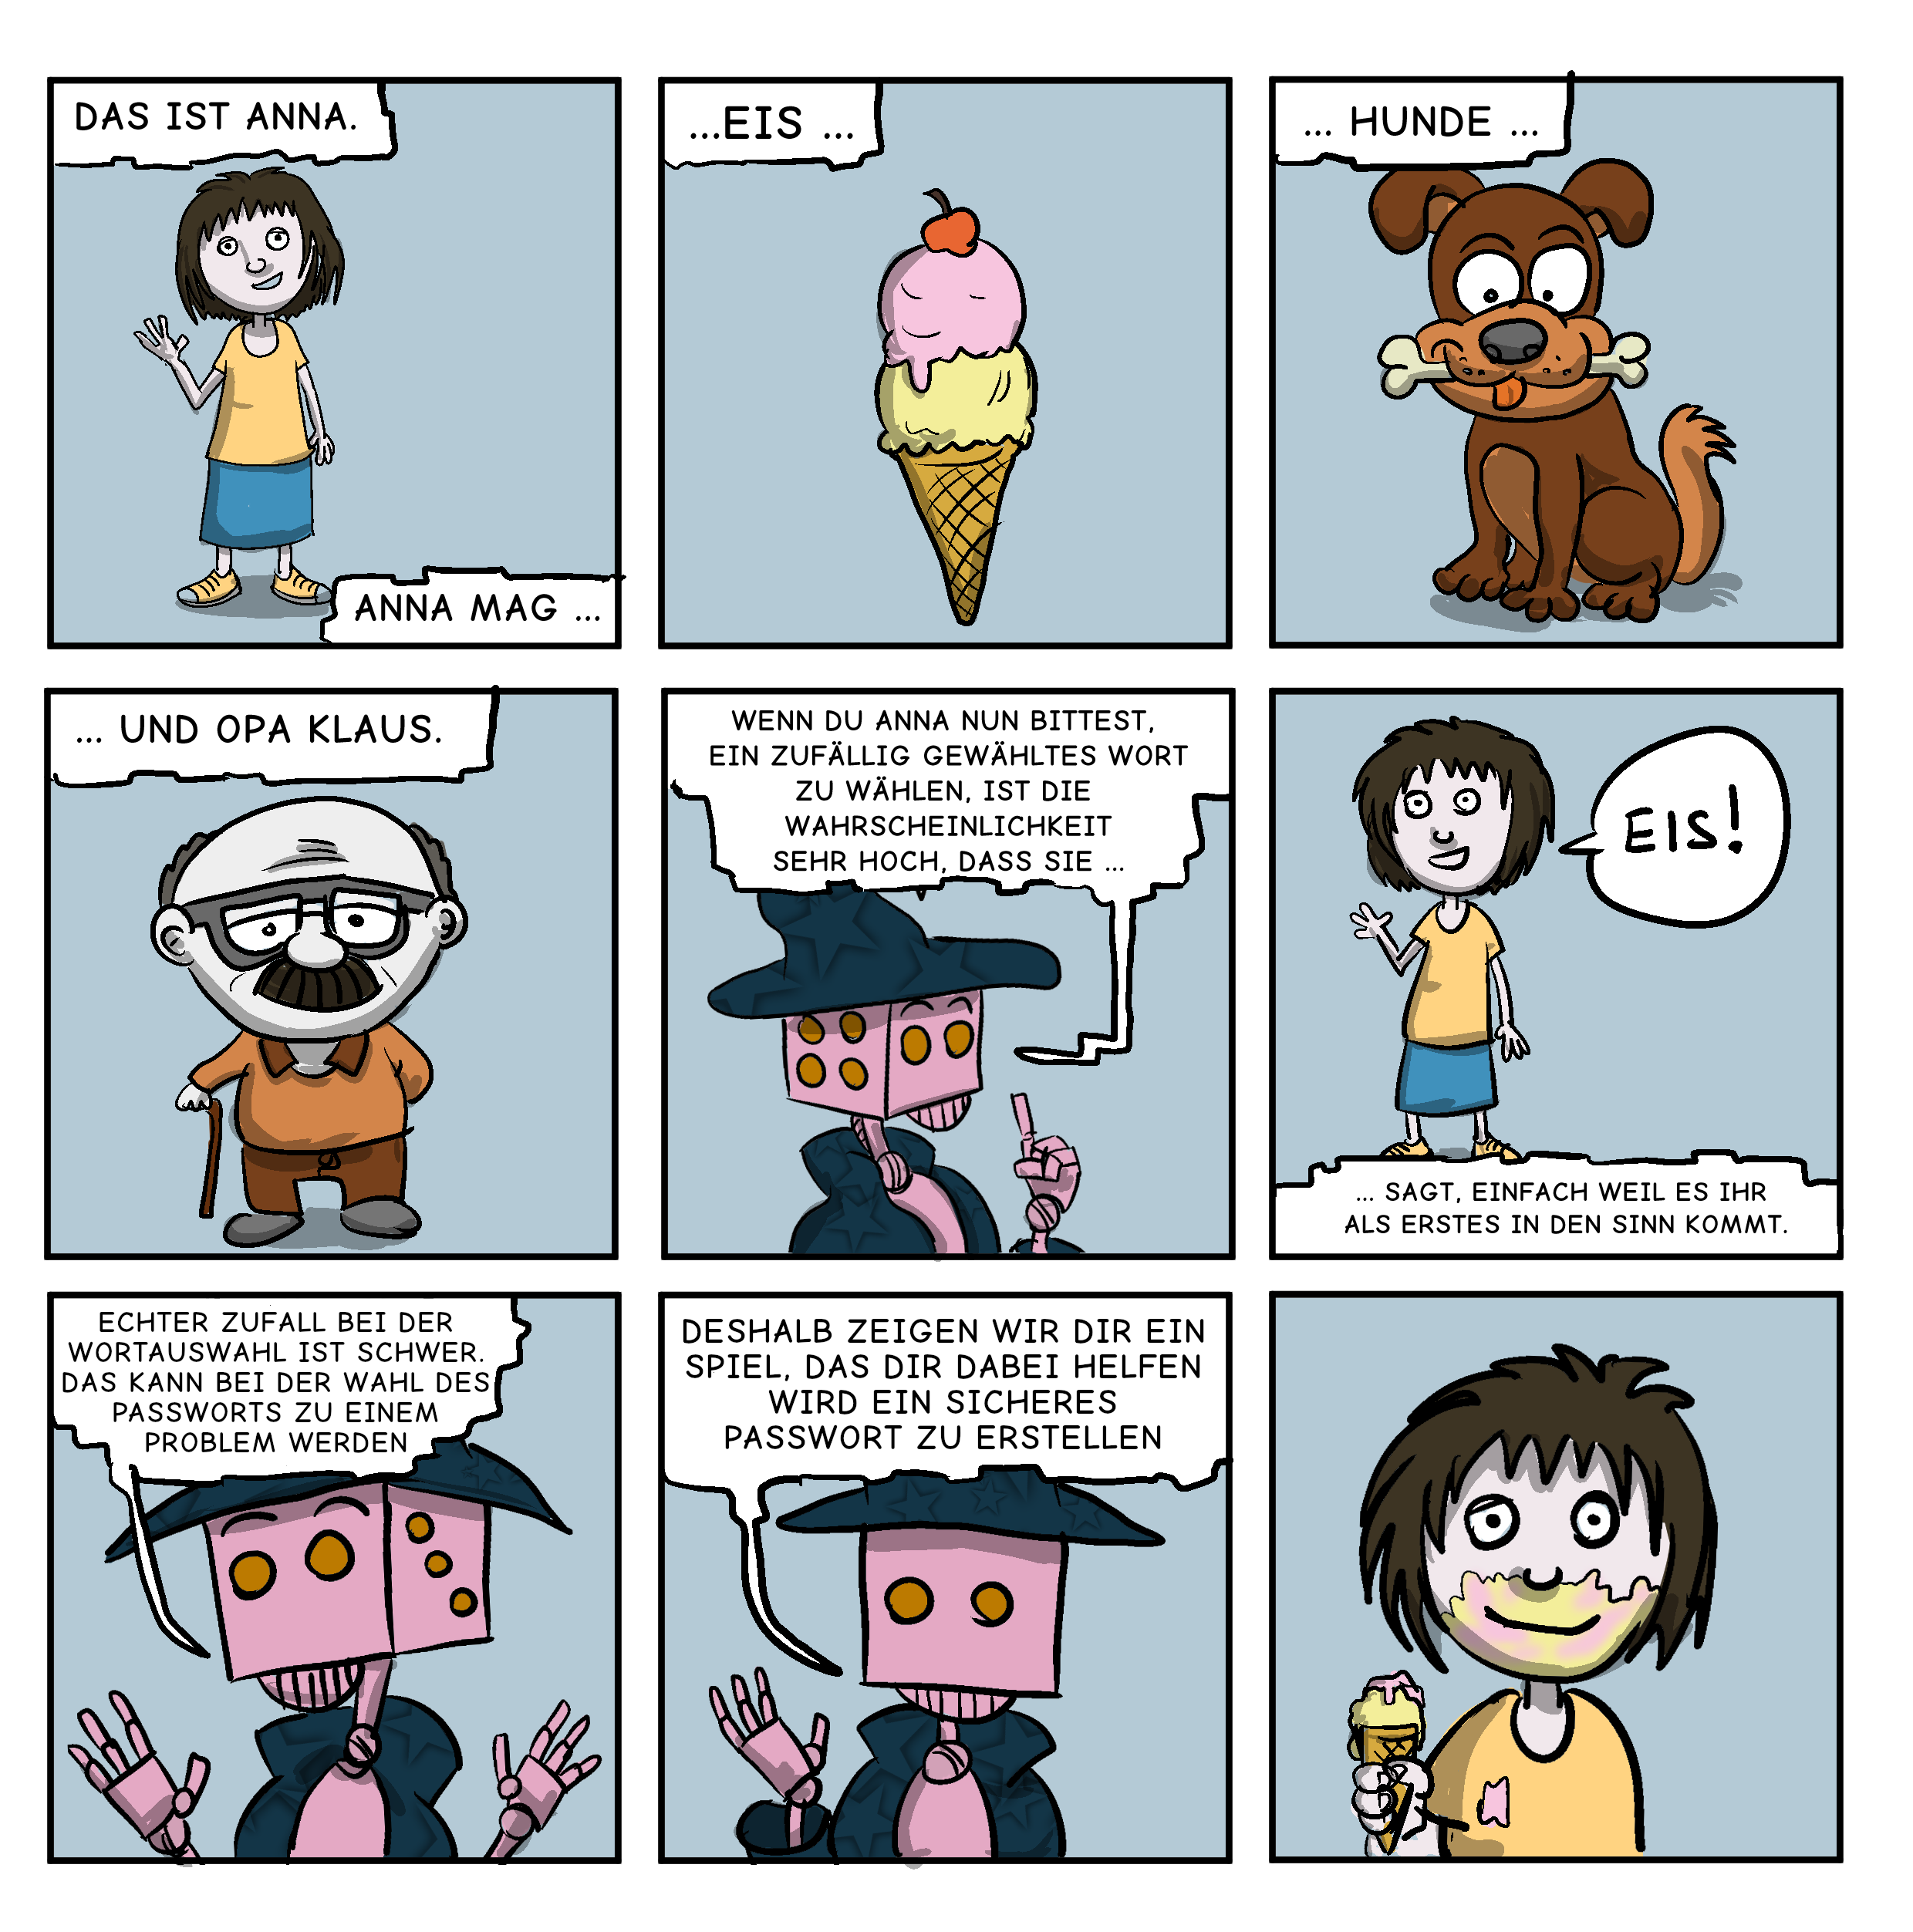 DAS IST ANNA.
ANNA MAG ...
...EIS ...
... HUNDE ...
... UND OPA KLAUS.
WENN DU ANNA NUN BITTEST,
EIN ZUFÄLLIG GEWÄHLTES WORT
ZU WÄHLEN, IST DIE
WAHRSCHEINLICHKEIT
SEHR HOCH, DASS SIE ...
EIS!
... SAGT, EINFACH WEIL ES IHR
ALS ERSTES IN DEN SINN KOMMT.
ECHTER ZUFALL BEI DER
WORTAUSWAHL IST SCHWER.
DAS KANN BEI DER WAHL DES
PASSWORTS ZU EINEM
PROBLEM WERDEN
DESHALB ZEIGEN WIR DIR EIN
SPIEL, DAS DIR DABEI HELFEN
WIRD EIN SICHERES
PASSWORT ZU ERSTELLEN